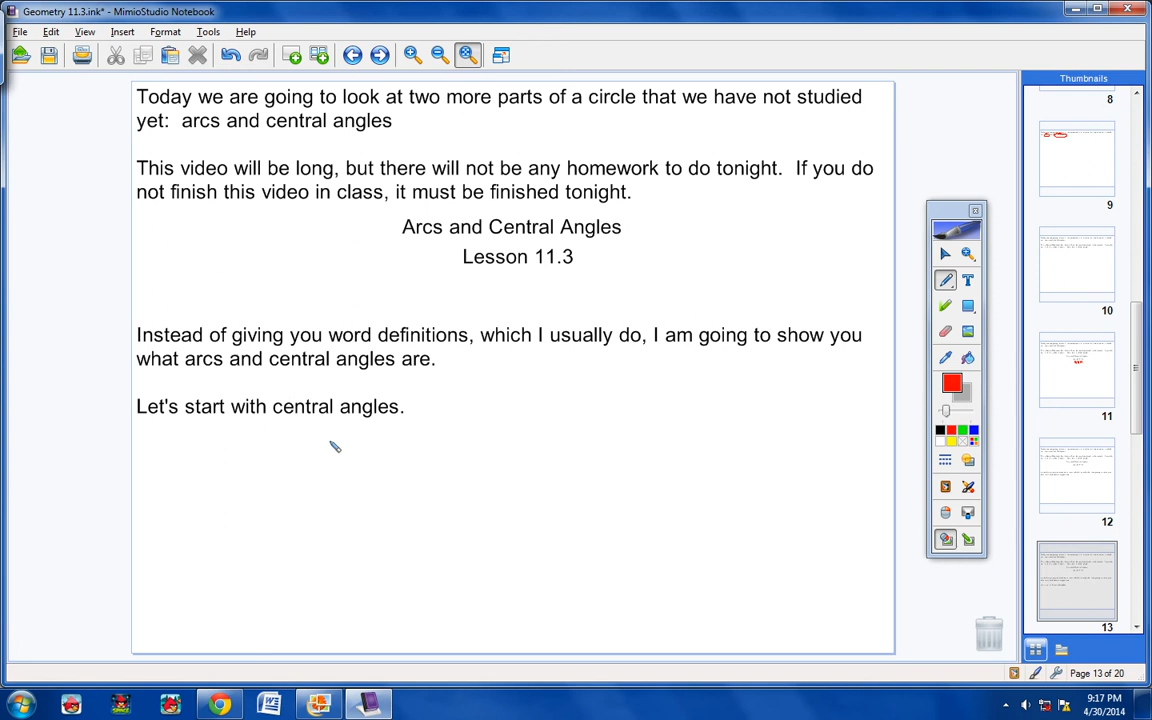 Geometry 11.3.ink* - MimioStudio Notebook
File Edit View Insert Format Tools Help
Today we are going to look at two more parts of a circle that we have not studied
yet: arcs and central angles
This video will be long, but there will not be any homework to do tonight. If you do
not finish this video in class, it must be finished tonight.
Arcs and Central Angles
Lesson 11.3
Instead of giving you word definitions, which I usually do, I am going to show you
what arcs and central angles are.
Let's start with central angles.
Thumbnails
8
9
10
11
12
13
Page 13 of 20
9:17 PM
4/30/2014